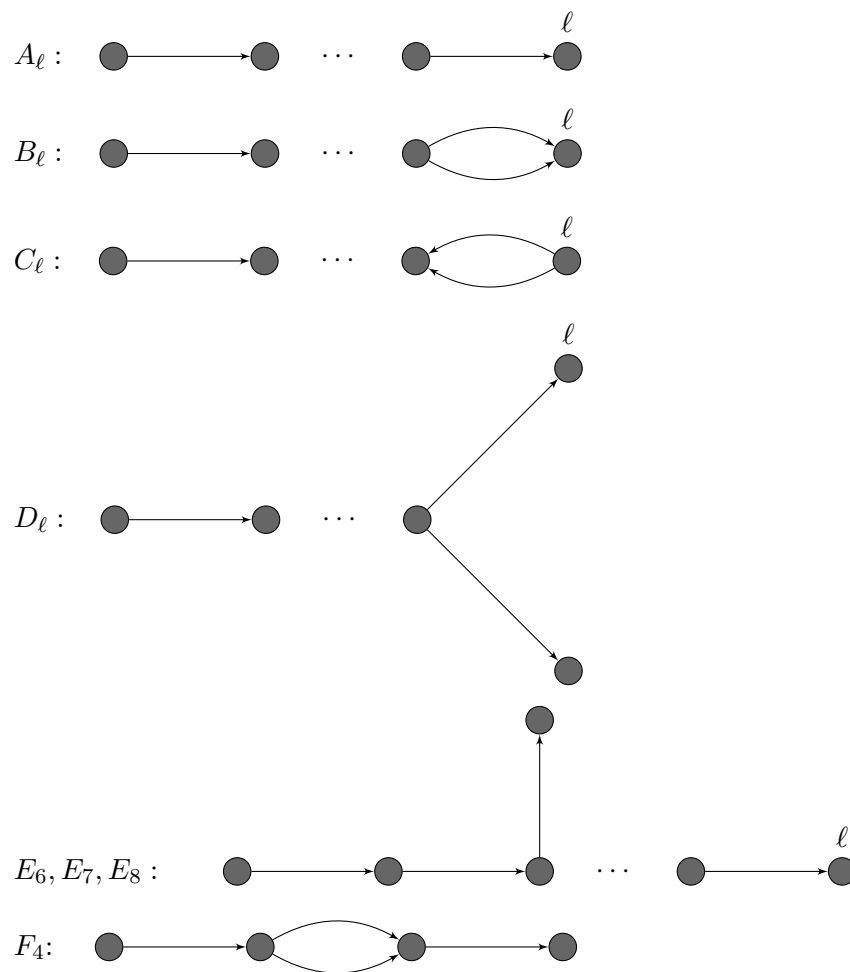 ℓ
A_ℓ : ···
ℓ
B_ℓ : ···
ℓ
C_ℓ : ···
ℓ
D_ℓ : ···
ℓ
E_6, E_7, E_8 : ···
F_4: